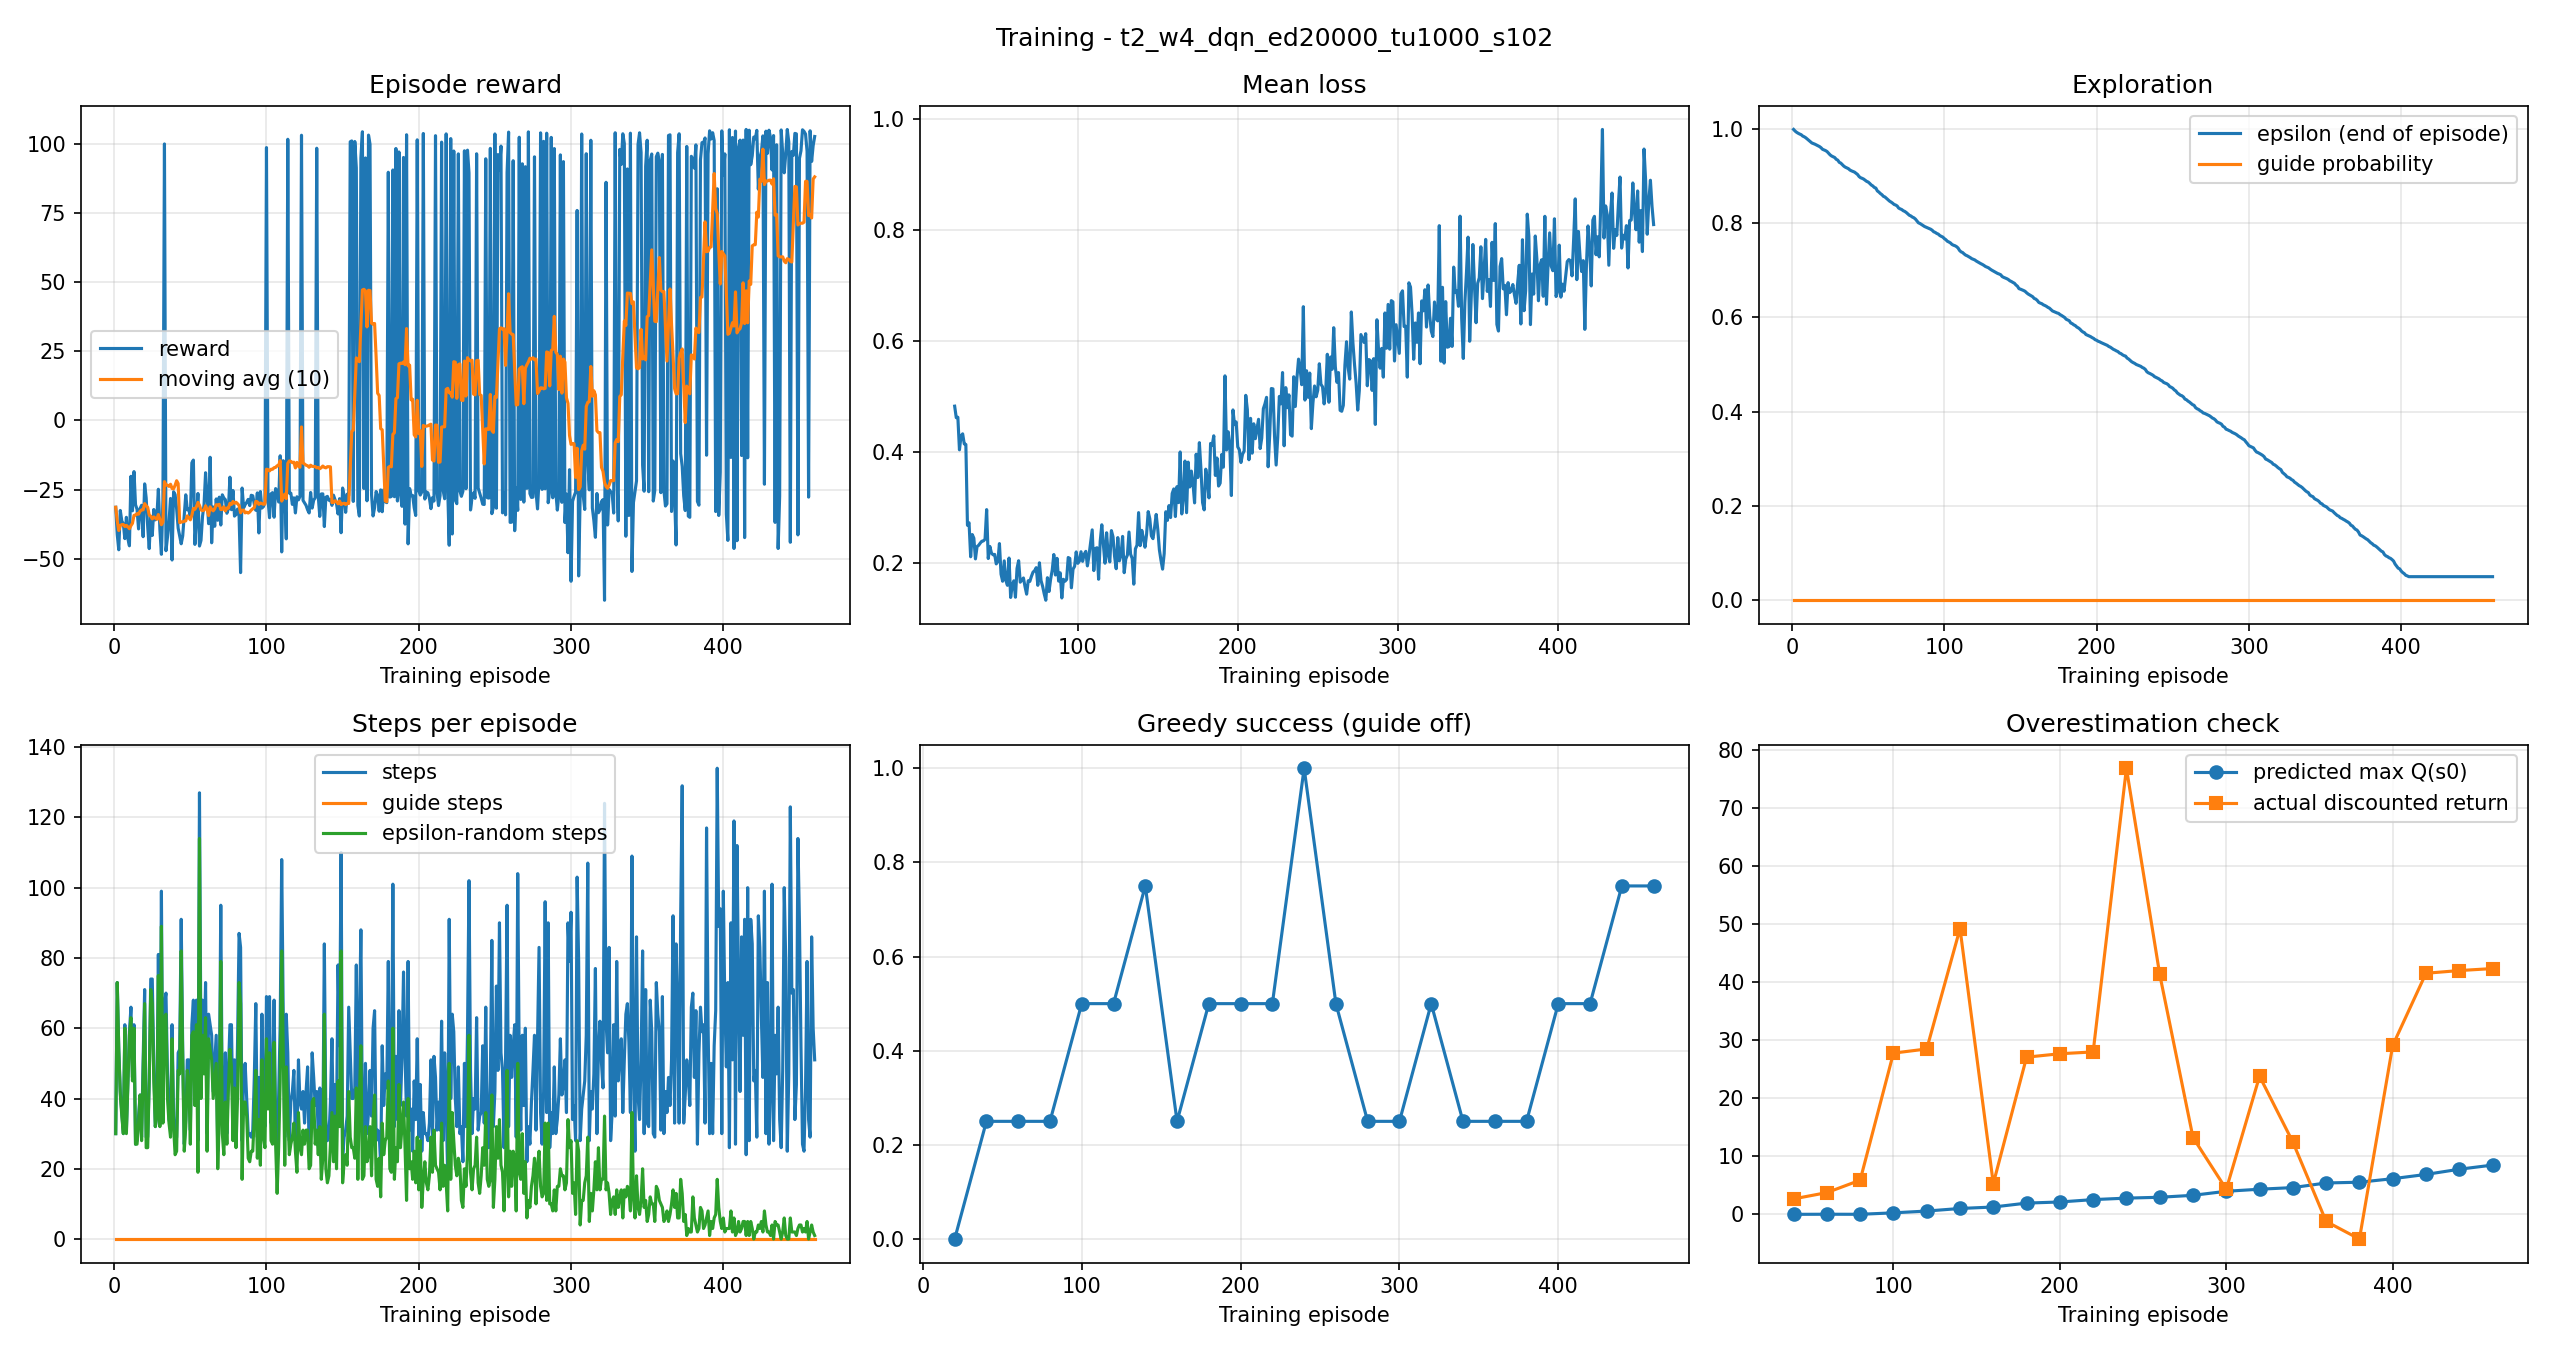 Training - t2_w4_dqn_ed20000_tu1000_s102
Episode reward
100
75
50
25
0
−25
−50
reward
moving avg (10)
0 100 200 300 400
Training episode
Mean loss
1.0
0.8
0.6
0.4
0.2
100 200 300 400
Training episode
Exploration
1.0
0.8
0.6
0.4
0.2
0.0
epsilon (end of episode)
guide probability
0 100 200 300 400
Training episode
Steps per episode
140
120
100
80
60
40
20
0
steps
guide steps
epsilon-random steps
0 100 200 300 400
Training episode
Greedy success (guide off)
1.0
0.8
0.6
0.4
0.2
0.0
0 100 200 300 400
Training episode
Overestimation check
80
70
60
50
40
30
20
10
0
predicted max Q(s0)
actual discounted return
100 200 300 400
Training episode